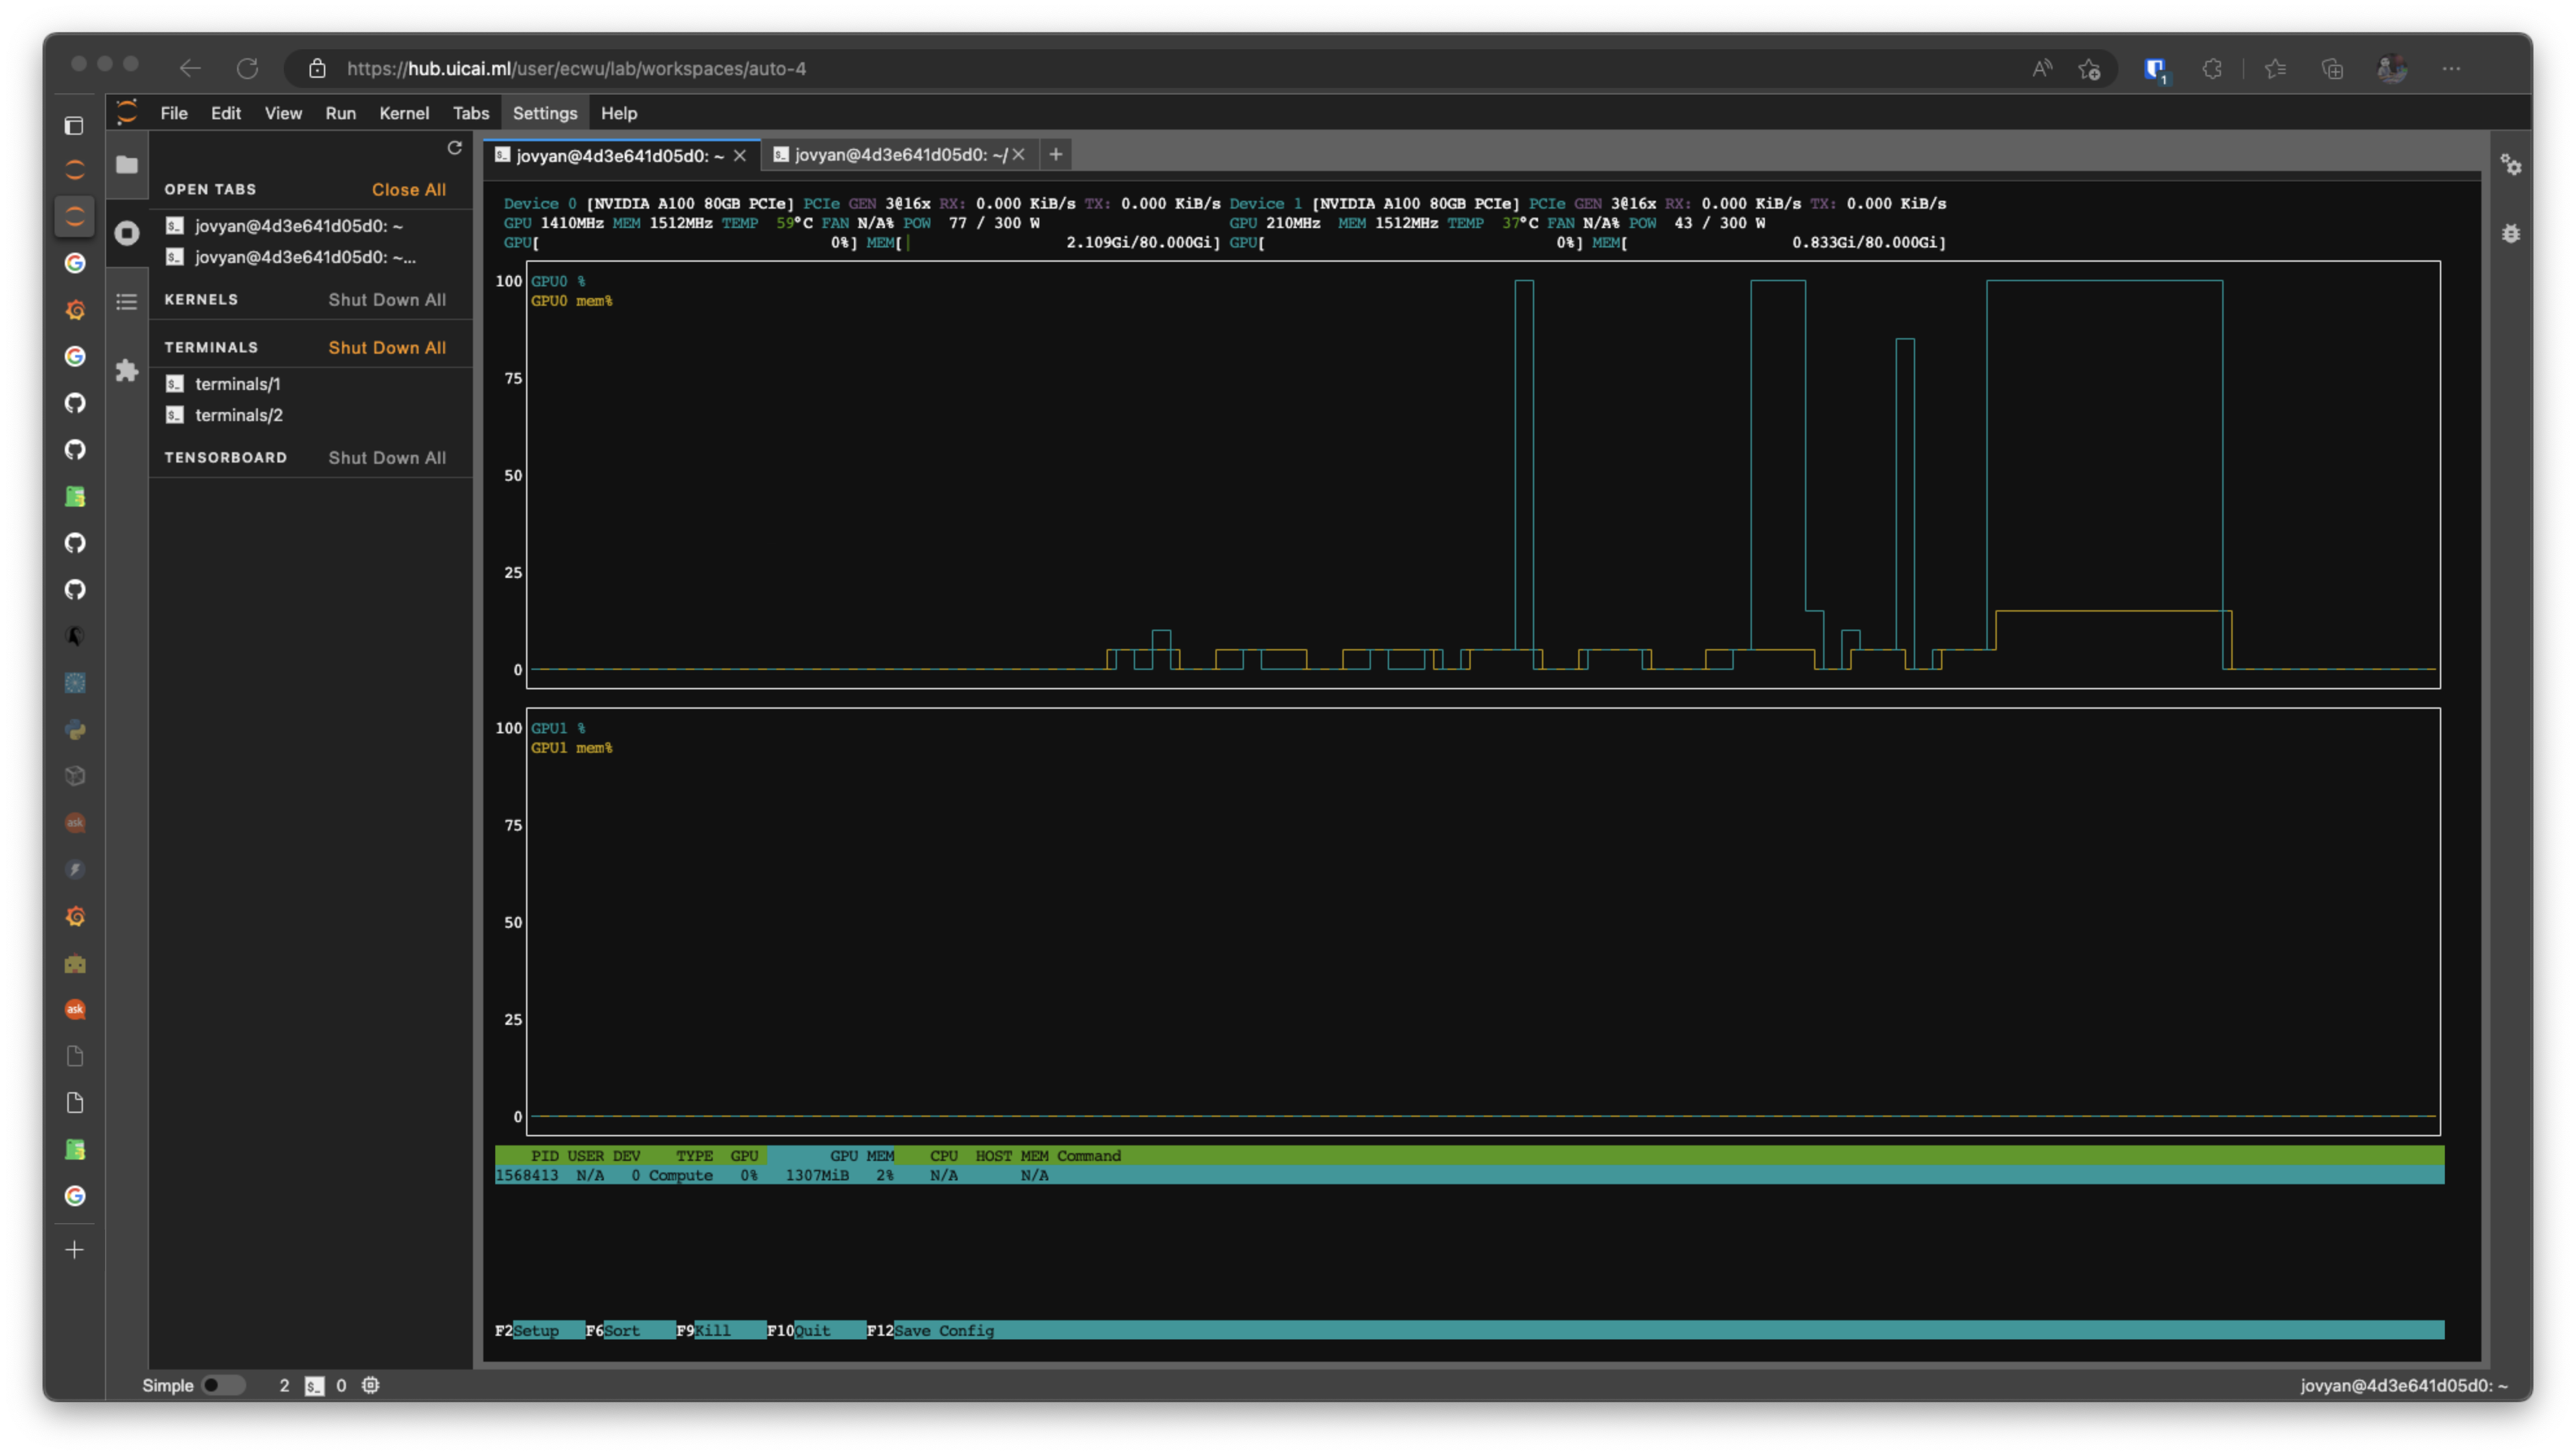 https://hub.uicai.ml/user/ecwu/lab/workspaces/auto-4
A
1
File Edit View Run Kernel Tabs Settings Help
OPEN TABS Close All
jovyan@4d3e641d05d0: ~
jovyan@4d3e641d05d0: ~...
KERNELS Shut Down All
TERMINALS Shut Down All
terminals/1
terminals/2
TENSORBOARD Shut Down All
jovyan@4d3e641d05d0: ~
jovyan@4d3e641d05d0: ~/
Device 0 [NVIDIA A100 80GB PCIe] PCIe GEN 3@16x RX: 0.000 KiB/s TX: 0.000 KiB/s Device 1 [NVIDIA A100 80GB PCIe] PCIe GEN 3@16x RX: 0.000 KiB/s TX: 0.000 KiB/s
GPU 1410MHz MEM 1512MHz TEMP 59°C FAN N/A% POW 77 / 300 W GPU 210MHz MEM 1512MHz TEMP 37°C FAN N/A% POW 43 / 300 W
GPU[ 0%] MEM[| 2.109Gi/80.000Gi] GPU[ 0%] MEM[ 0.833Gi/80.000Gi]
100
GPU0 %
GPU0 mem%
75
50
25
0
100
GPU1 %
GPU1 mem%
75
50
25
0
PID USER DEV TYPE GPU GPU MEM CPU HOST MEM Command
1568413 N/A 0 Compute 0% 1307MiB 2% N/A N/A
F2Setup F6Sort F9Kill F10Quit F12Save Config
ask
ask
Simple 2 $_ 0
jovyan@4d3e641d05d0: ~